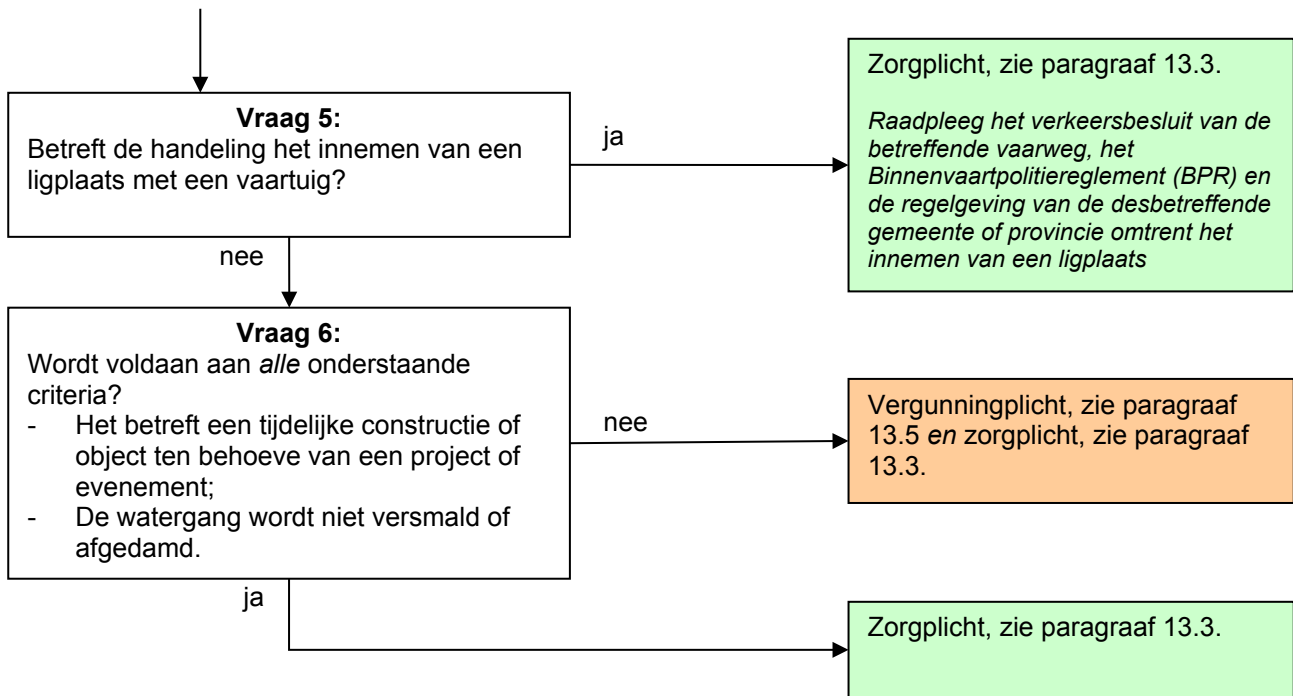 Vraag 5:
Betreft de handeling het innemen van een
ligplaats met een vaartuig?
ja
Zorgplicht, zie paragraaf 13.3.
Raadpleeg het verkeersbesluit van de
betreffende vaarweg, het
Binnenvaartpolitiereglement (BPR) en
de regelgeving van de desbetreffende
gemeente of provincie omtrent het
innemen van een ligplaats
nee
Vraag 6:
Wordt voldaan aan alle onderstaande
criteria?
- Het betreft een tijdelijke constructie of
object ten behoeve van een project of
evenement;
- De watergang wordt niet versmald of
afgedamd.
nee
Vergunningplicht, zie paragraaf
13.5 en zorgplicht, zie paragraaf
13.3.
ja
Zorgplicht, zie paragraaf 13.3.